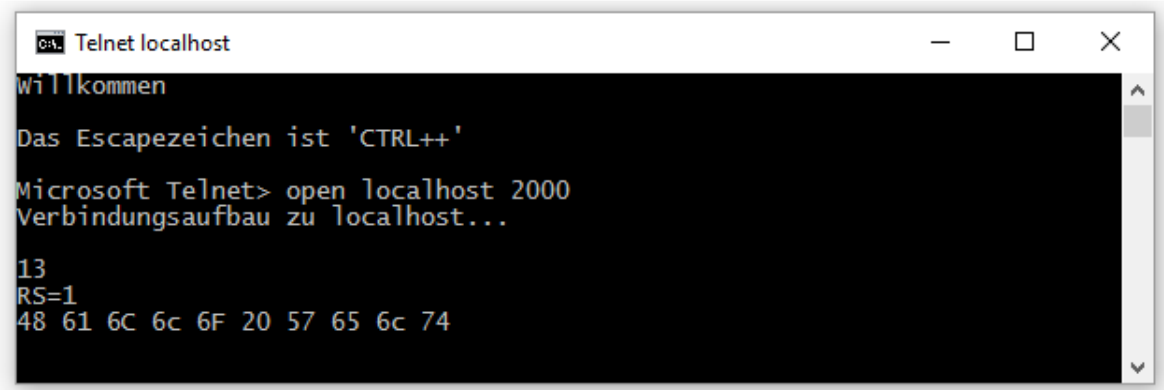 Telnet localhost
Willkommen
Das Escapezeichen ist 'CTRL++'
Microsoft Telnet> open localhost 2000
Verbindungsaufbau zu localhost...
13
RS=1
48 61 6C 6c 6F 20 57 65 6c 74